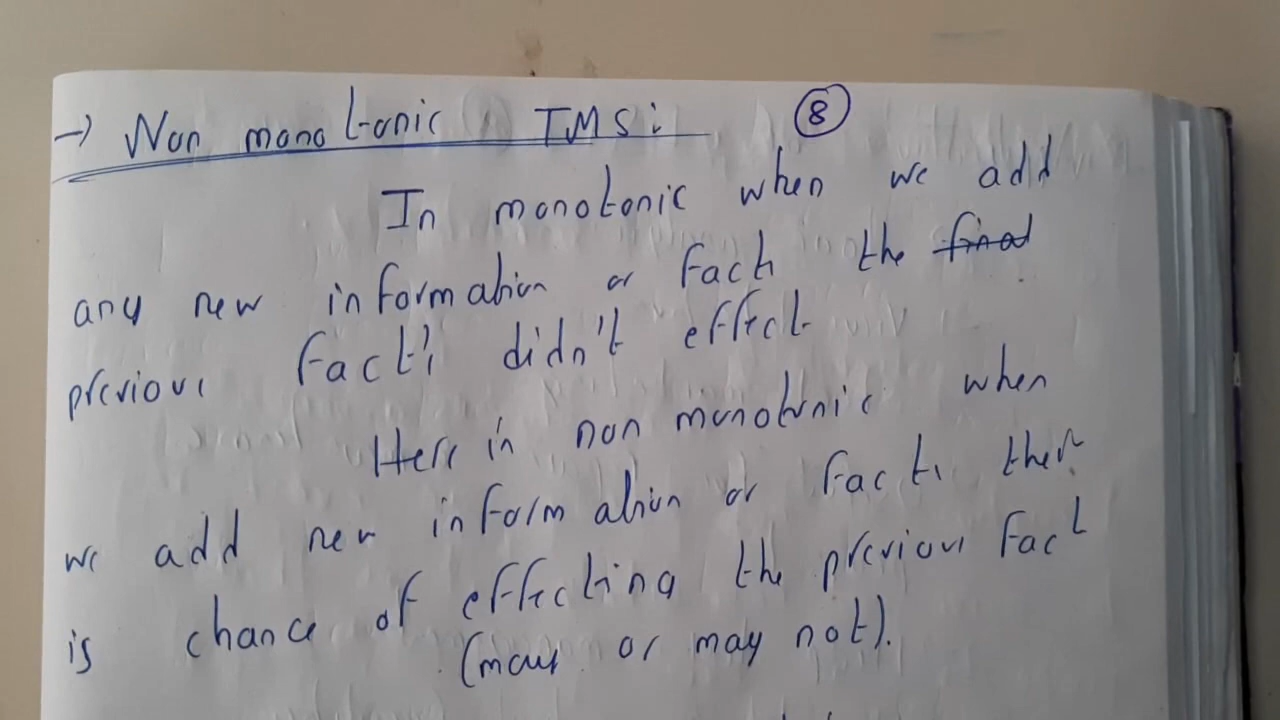 → Non monotonic TMS: 8
In monotonic when we add
any new information or facts the final
previous facts didn't effect
Here in non monotonic when
we add new information or facts there
is chance of effecting the previous fact
(may or may not).